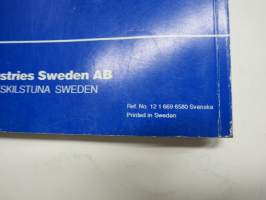 stries Sweden AB
SKILSTUNA SWEDEN
Ref. No. 12 1 669 6580 Svenska
Printed in Sweden